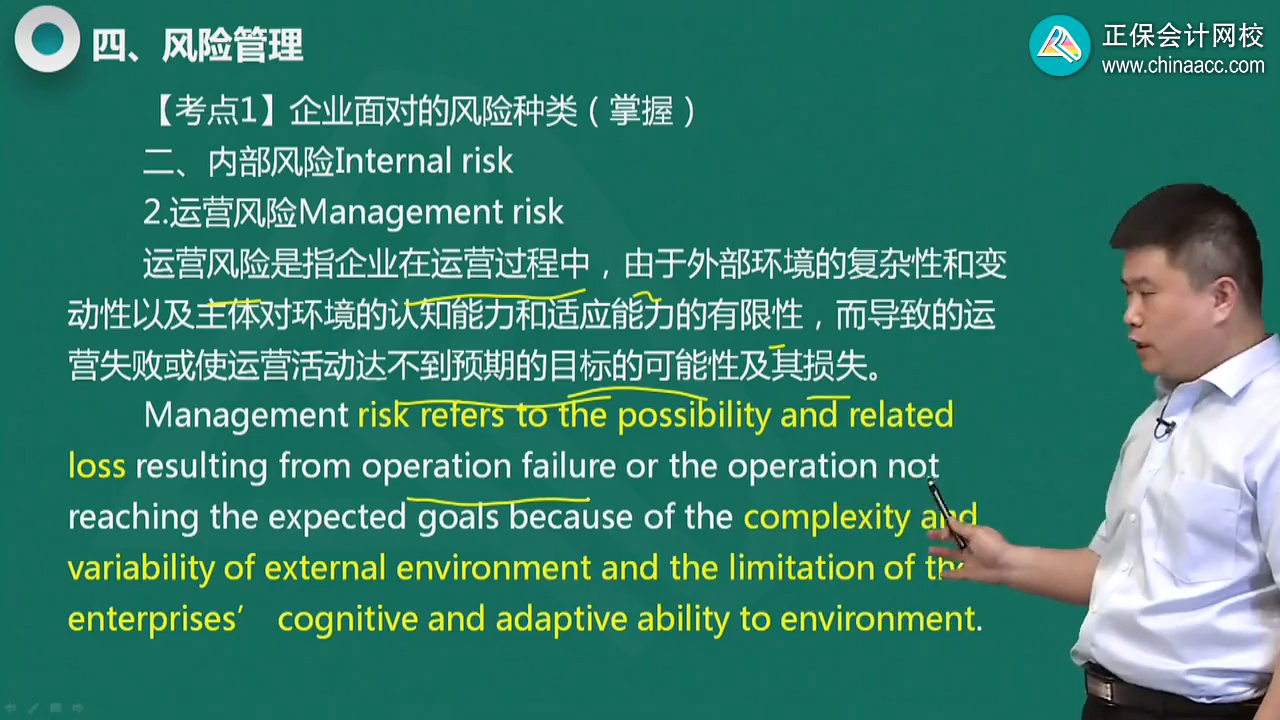 四、风险管理
正保会计网校
www.chinaacc.com
【考点1】企业面对的风险种类（掌握）
二、内部风险Internal risk
2.运营风险Management risk
运营风险是指企业在运营过程中，由于外部环境的复杂性和变
动性以及主体对环境的认知能力和适应能力的有限性，而导致的运
营失败或使运营活动达不到预期的目标的可能性及其损失。
Management risk refers to the possibility and related
loss resulting from operation failure or the operation not
reaching the expected goals because of the complexity and
variability of external environment and the limitation of the
enterprises’ cognitive and adaptive ability to environment.